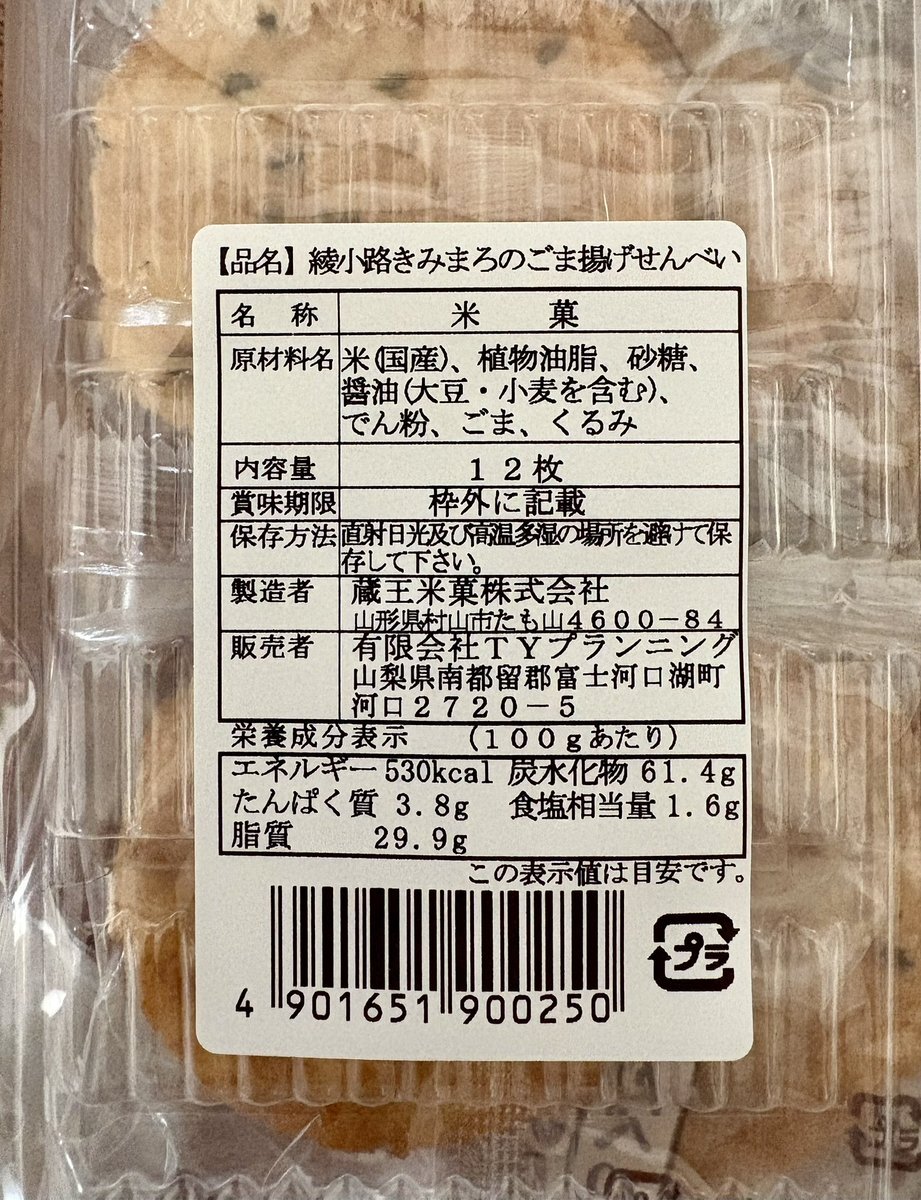 【品名】綾小路きみまろのごま揚げせんべい
名 称 米 菓
原材料名 米(国産)、植物油脂、砂糖、
醤油(大豆・小麦を含む)、
でん粉、ごま、くるみ
内容量 12枚
賞味期限 枠外に記載
保存方法 直射日光及び高温多湿の場所を避けて保
存して下さい。
製造者 蔵王米菓株式会社
山形県村山市たも山4600-84
販売者 有限会社TYプランニング
山梨県南都留郡富士河口湖町
河口2720-5
栄養成分表示 (100gあたり)
エネルギー 530kcal 炭水化物 61.4g
たんぱく質 3.8g 食塩相当量 1.6g
脂質 29.9g
この表示値は目安です。
プラ
4 901651 900250